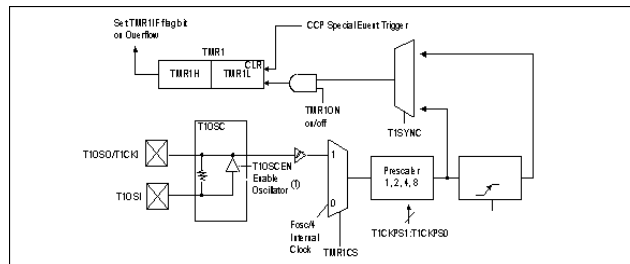 Set TMR1IF flag bit
on Overflow
CCP Special Event Trigger
TMR1
CLR
TMR1H
TMR1L
TMR1ON
on/off
T1SYNC
T1OSC
T1OSO/T1CKI
T1OSCEN
Enable
Oscillator (1)
T1OSI
1
0
Prescaler
1, 2, 4, 8
Fosc/4
Internal
Clock
TMR1CS
T1CKPS1:T1CKPS0